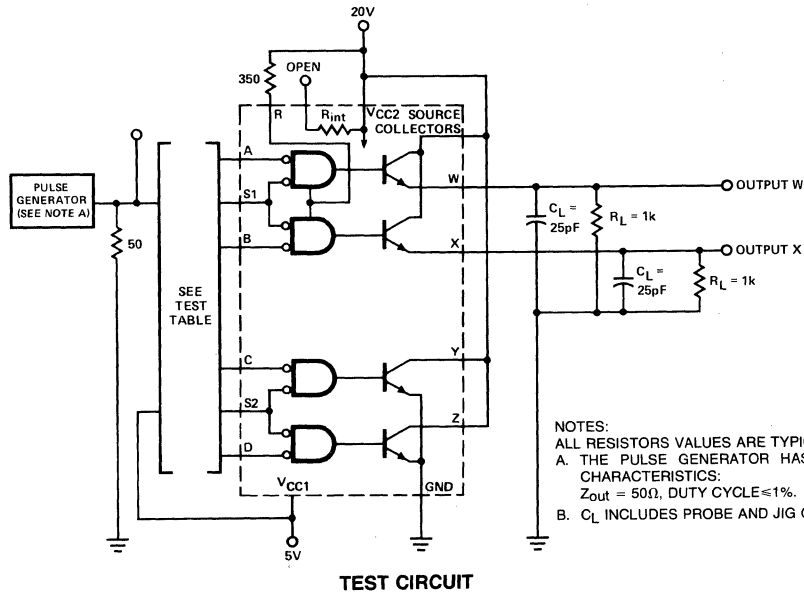 20V
OPEN
350
R
Rint
VCC2 SOURCE
COLLECTORS
A
W
OUTPUT W
PULSE
GENERATOR
(SEE NOTE A)
S1
CL =
25pF
RL = 1k
50
B
X
OUTPUT X
CL =
25pF
RL = 1k
SEE
TEST
TABLE
C
Y
S2
Z
D
VCC1
GND
5V
NOTES:
ALL RESISTORS VALUES ARE TYPI
A. THE PULSE GENERATOR HAS
CHARACTERISTICS:
Zout = 50Ω, DUTY CYCLE≤1%.
B. CL INCLUDES PROBE AND JIG C
TEST CIRCUIT